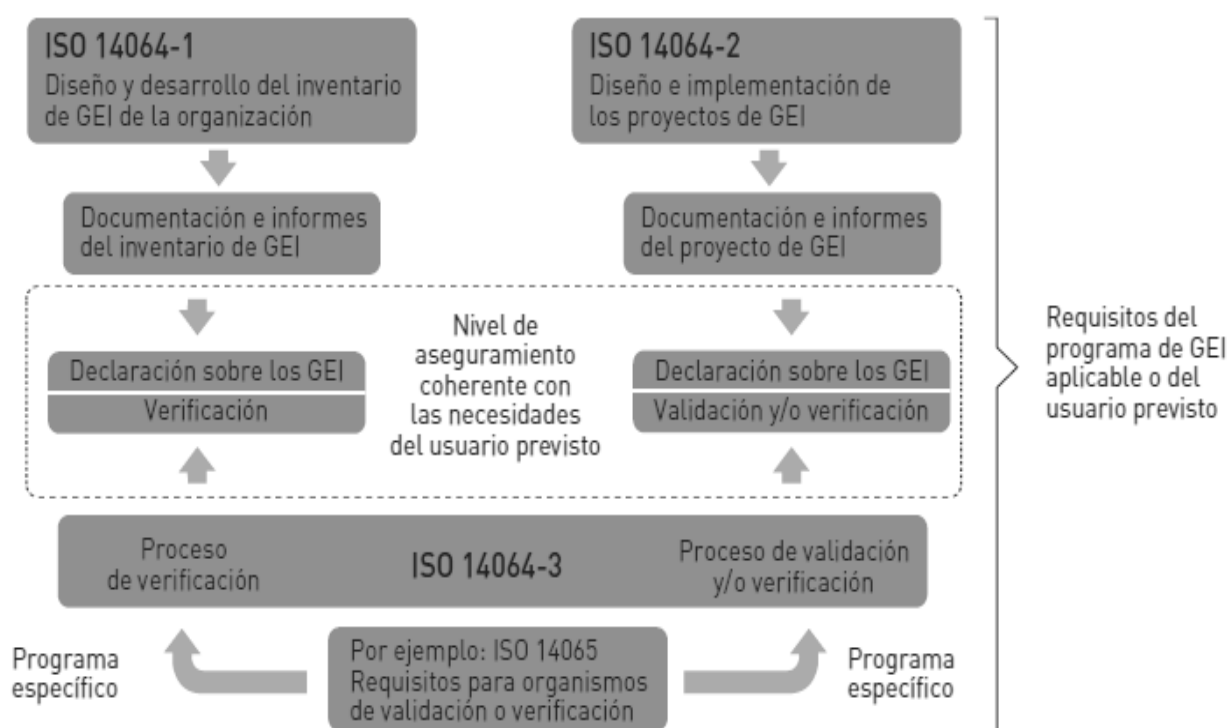 ISO 14064-1
Diseño y desarrollo del inventario
de GEI de la organización
ISO 14064-2
Diseño e implementación de
los proyectos de GEI
Documentación e informes
del inventario de GEI
Documentación e informes
del proyecto de GEI
Declaración sobre los GEI
Verificación
Nivel de
aseguramiento
coherente con
las necesidades
del usuario previsto
Declaración sobre los GEI
Validación y/o verificación
Requisitos del
programa de GEI
aplicable o del
usuario previsto
Proceso
de verificación
ISO 14064-3
Proceso de validación
y/o verificación
Programa
específico
Por ejemplo: ISO 14065
Requisitos para organismos
de validación o verificación
Programa
específico